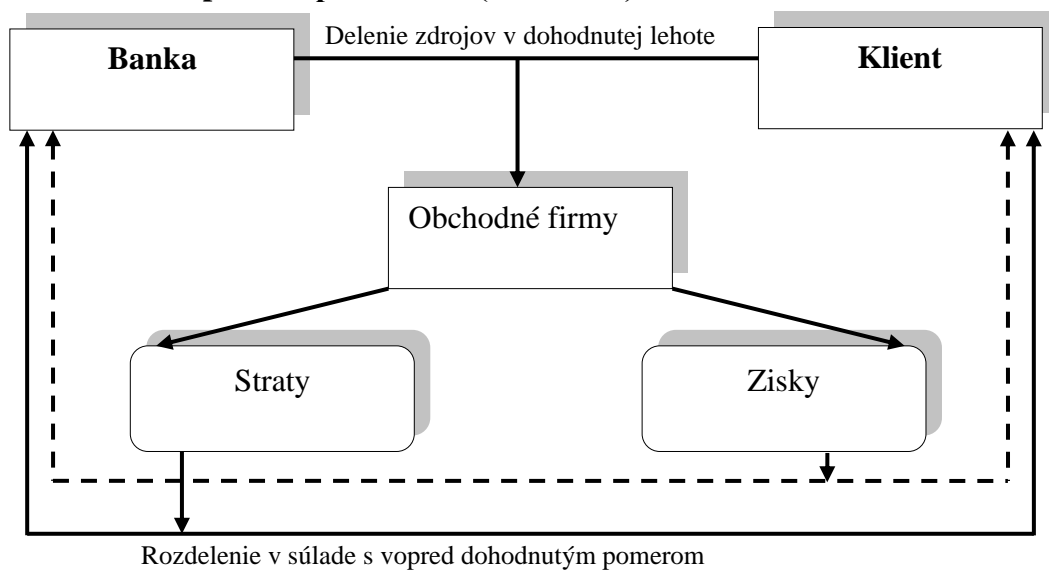 Delenie zdrojov v dohodnutej lehote
Banka
Klient
Obchodné firmy
Straty
Zisky
Rozdelenie v súlade s vopred dohodnutým pomerom